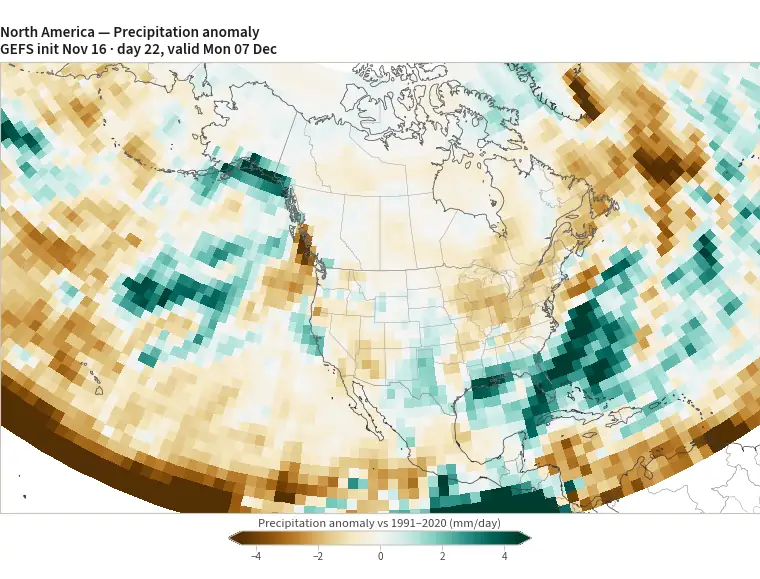 North America — Precipitation anomaly
GEFS init Nov 16 · day 22, valid Mon 07 Dec
Precipitation anomaly vs 1991–2020 (mm/day)
−4 −2 0 2 4